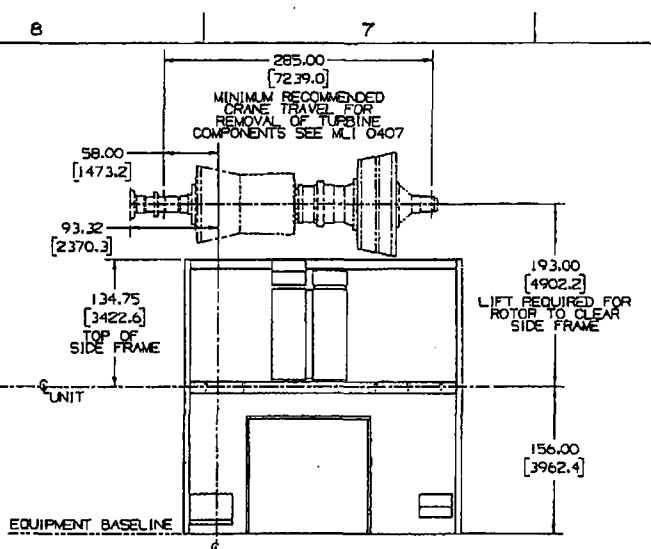 8
7
285.00
[7239.0]
MINIMUM RECOMMENDED
CRANE TRAVEL FOR
REMOVAL OF TURBINE
COMPONENTS SEE MLI 0407
58.00
[1473.2]
93.32
[2370.3]
134.75
[3422.6]
TOP OF
SIDE FRAME
193.00
[4902.2]
LIFT REQUIRED FOR
ROTOR TO CLEAR
SIDE FRAME
℄ UNIT
156.00
[3962.4]
EQUIPMENT BASELINE
℄